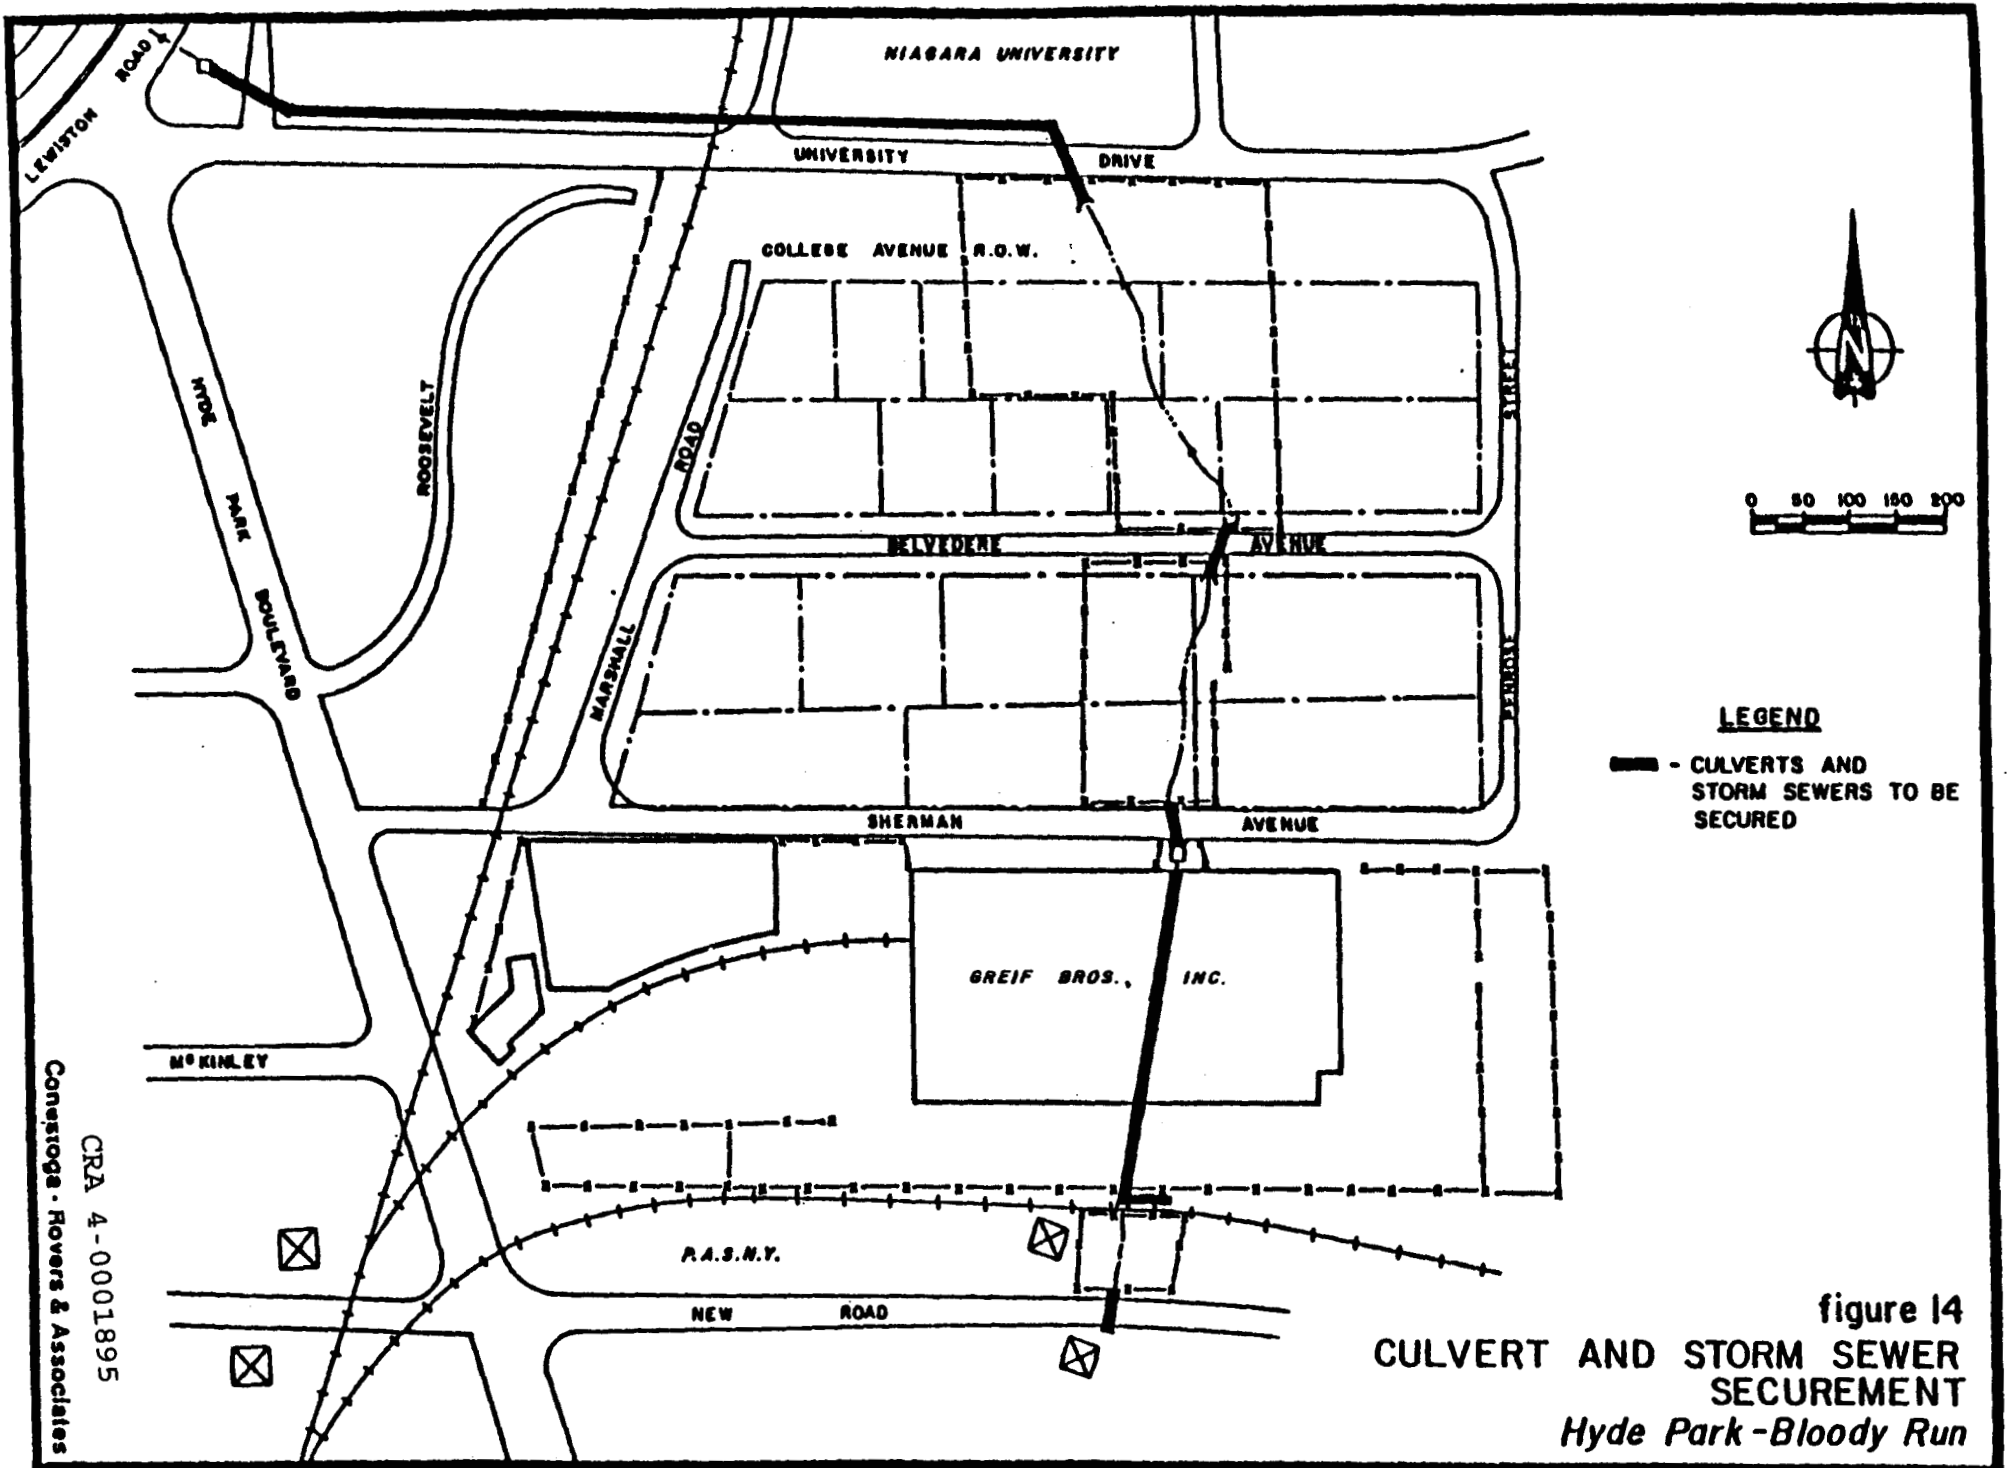 NIAGARA UNIVERSITY
LEWISTON ROAD
UNIVERSITY DRIVE
COLLEGE AVENUE R.O.W.
HYDE PARK BOULEVARD
ROOSEVELT
MARSHALL ROAD
PENROSE STREET
N
0 50 100 150 200
BELVEDERE AVENUE
LEGEND
- CULVERTS AND
STORM SEWERS TO BE
SECURED
SHERMAN AVENUE
GREIF BROS., INC.
McKINLEY
P.A.S.N.Y.
NEW ROAD
CRA 4-0001895
Conestoga - Rovers & Associates
figure 14
CULVERT AND STORM SEWER
SECUREMENT
Hyde Park - Bloody Run